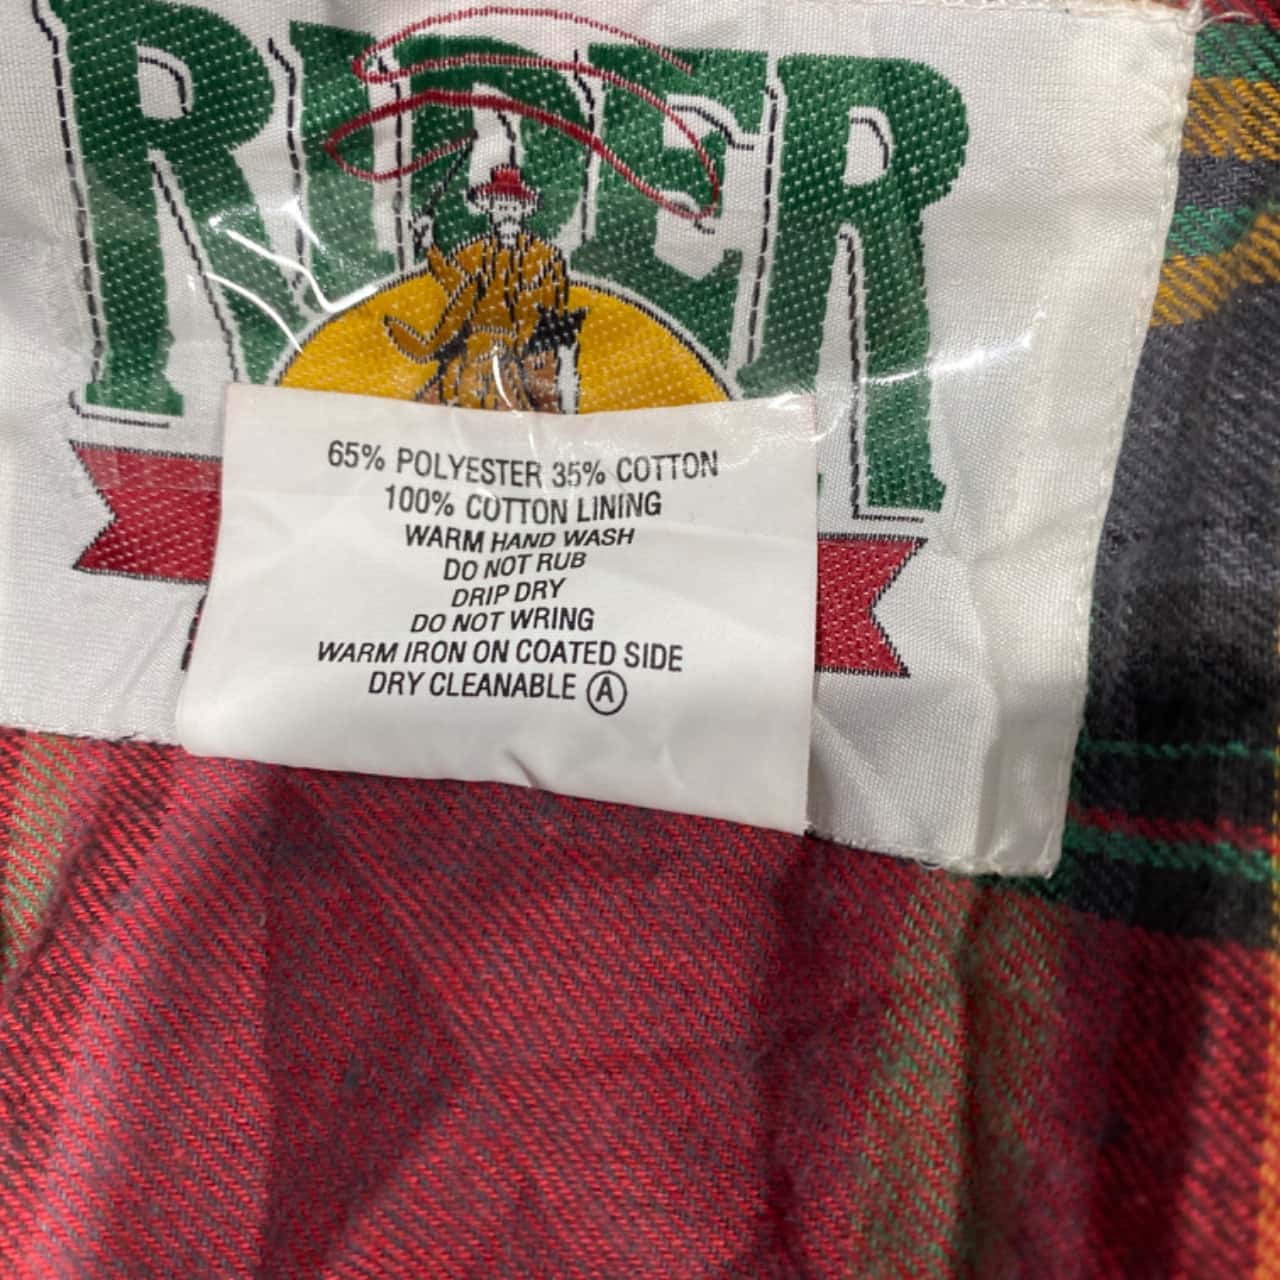 RIDER
65% POLYESTER 35% COTTON
100% COTTON LINING
WARM HAND WASH
DO NOT RUB
DRIP DRY
DO NOT WRING
WARM IRON ON COATED SIDE
DRY CLEANABLE Ⓐ